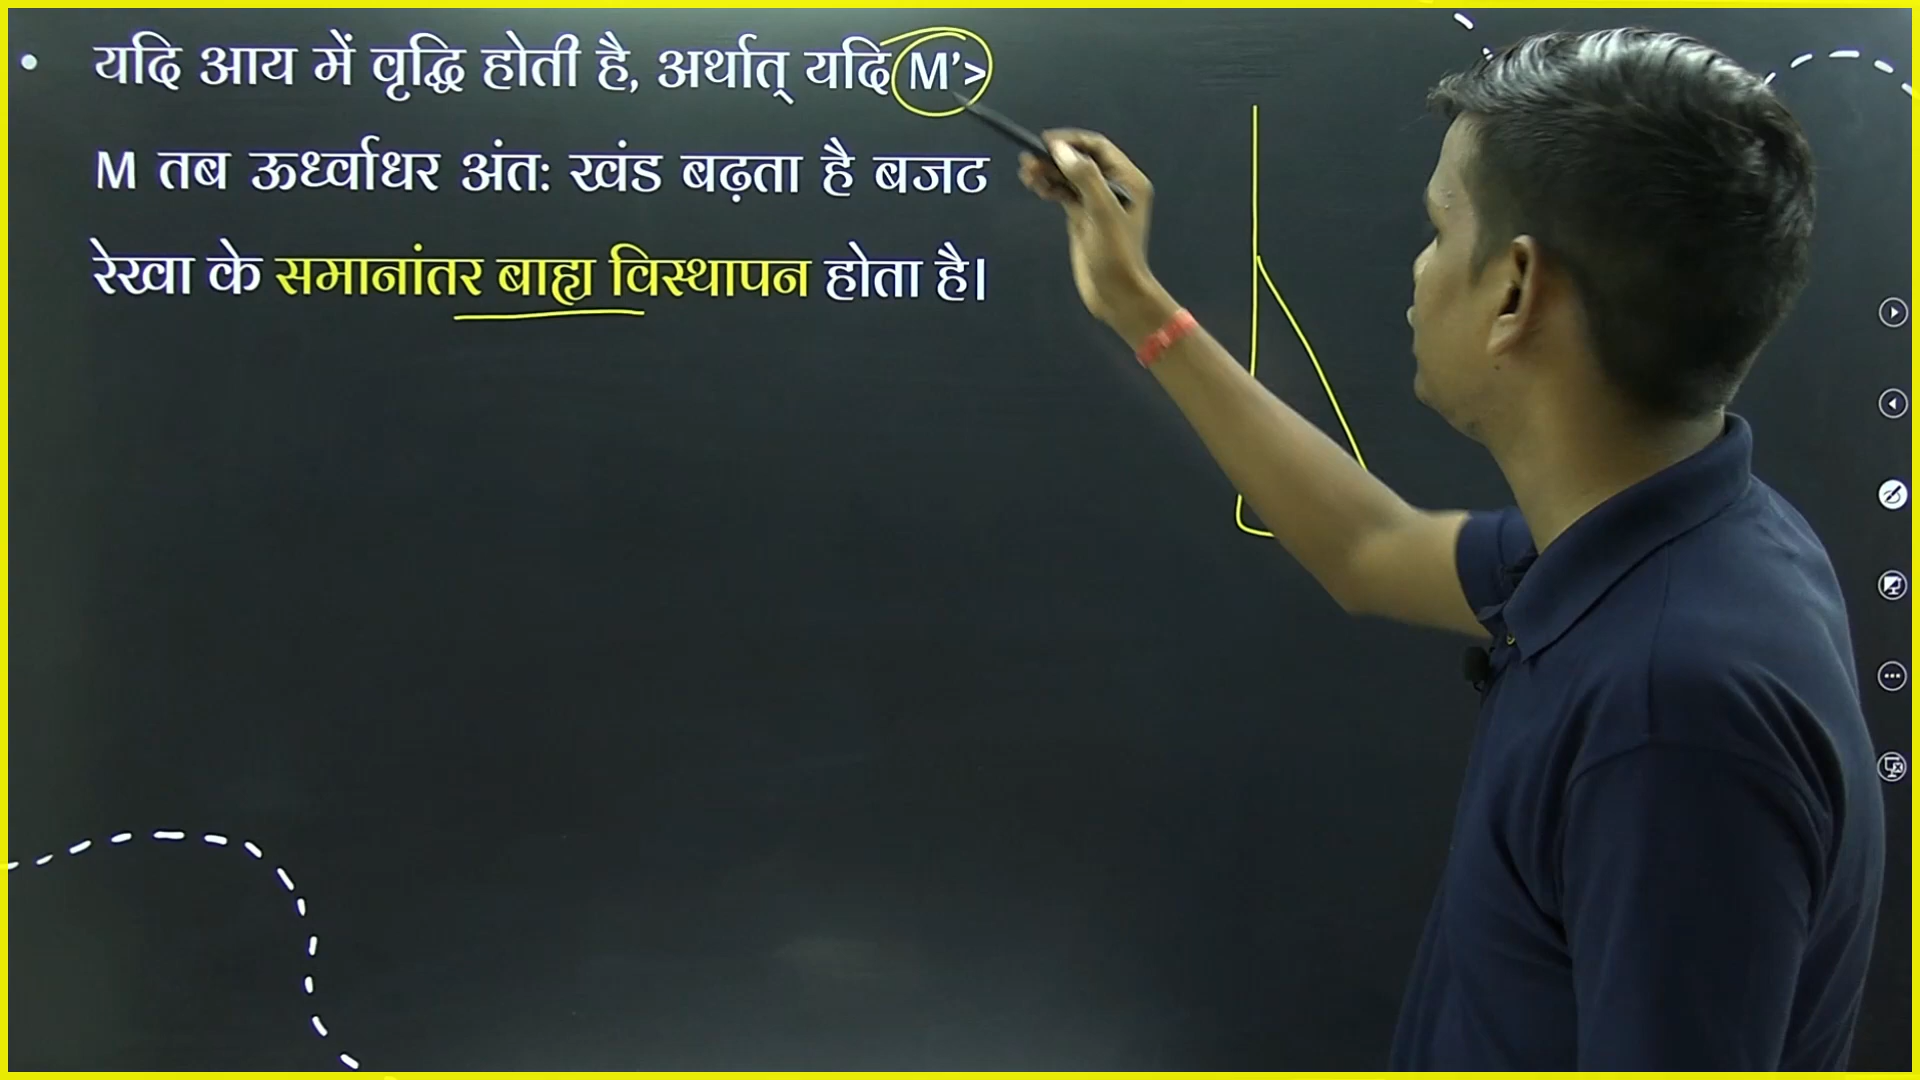 • यदि आय में वृद्धि होती है, अर्थात् यदि M’>
M तब ऊर्ध्वाधर अंत: खंड बढ़ता है बजट
रेखा के समानांतर बाह्य विस्थापन होता है।